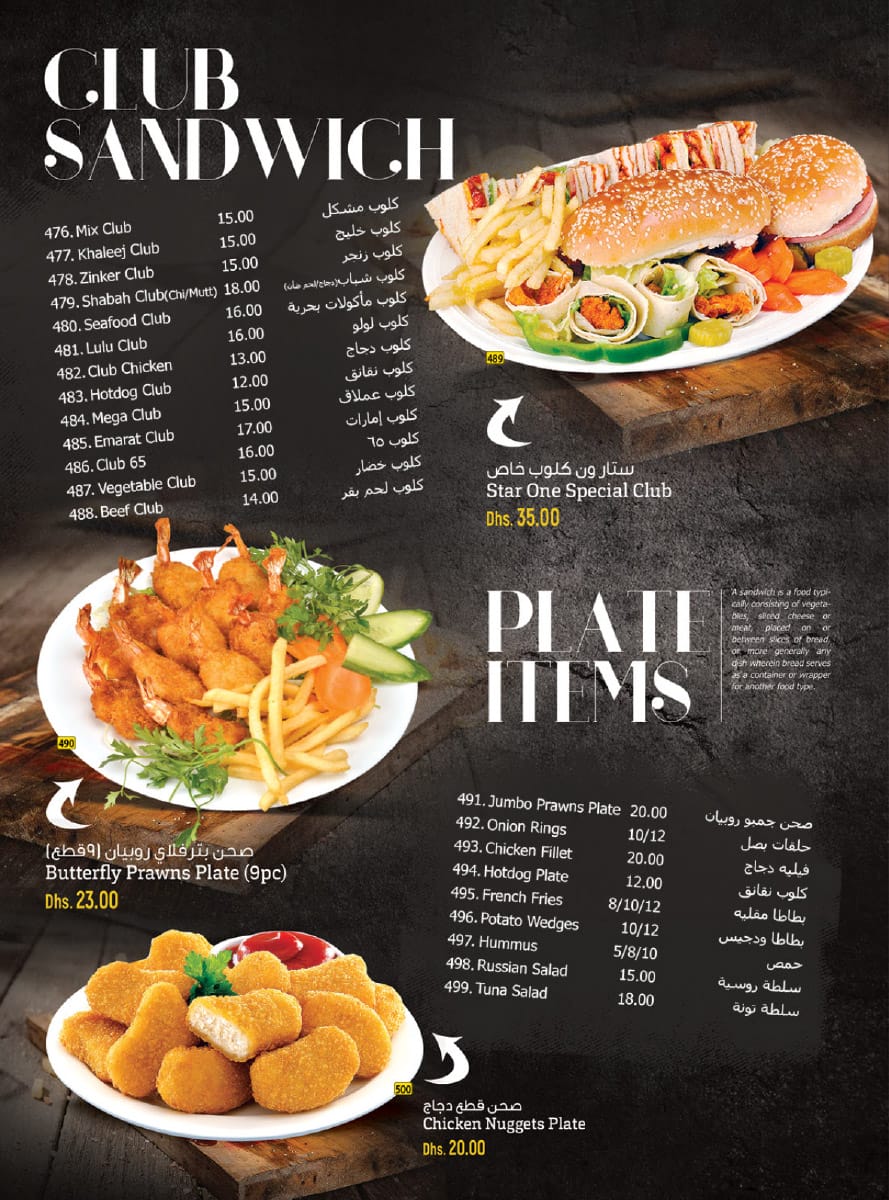 CLUB
SANDWICH
476. Mix Club 15.00 كلوب مشكل
477. Khaleej Club 15.00 كلوب خليج
478. Zinker Club 15.00 كلوب زنجر
479. Shabah Club(Chi/Mutt) 18.00 كلوب شباب(دجاج/لحم ضأن)
480. Seafood Club 16.00 كلوب مأكولات بحرية
481. Lulu Club 16.00 كلوب لولو
482. Club Chicken 13.00 كلوب دجاج
483. Hotdog Club 12.00 كلوب نقانق
484. Mega Club 15.00 كلوب عملاق
485. Emarat Club 17.00 كلوب إمارات
486. Club 65 16.00 كلوب ٦٥
487. Vegetable Club 15.00 كلوب خضار
488. Beef Club 14.00 كلوب لحم بقر
489
ستار ون كلوب خاص
Star One Special Club
Dhs. 35.00
490
صحن بترفلاي روبيان (٩قطع)
Butterfly Prawns Plate (9pc)
Dhs. 23.00
PLATE
ITEMS
A sandwich is a food typi-
cally consisting of vegeta-
bles, sliced cheese or
meat, placed on or
between slices of bread,
or more generally any
dish wherein bread serves
as a container or wrapper
for another food type.
491. Jumbo Prawns Plate 20.00 صحن جمبو روبيان
492. Onion Rings 10/12 حلقات بصل
493. Chicken Fillet 20.00 فيليه دجاج
494. Hotdog Plate 12.00 كلوب نقانق
495. French Fries 8/10/12 بطاطا مقليه
496. Potato Wedges 10/12 بطاطا ودجيس
497. Hummus 5/8/10 حمص
498. Russian Salad 15.00 سلطة روسية
499. Tuna Salad 18.00 سلطة تونة
500
صحن قطع دجاج
Chicken Nuggets Plate
Dhs. 20.00